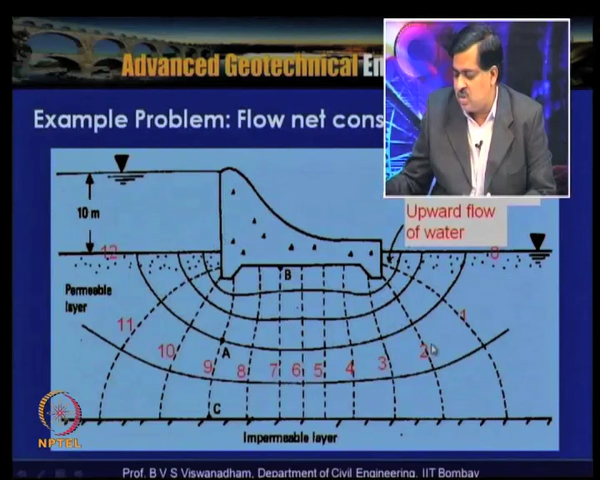 Advanced Geotechnical En
Example Problem: Flow net cons
10 m
Upward flow
of water
12
0
B
Permeable
layer
11
10
9
8
7
6
5
4
3
2
1
A
C
NPTEL
Impermeable layer
Prof. B V S Viswanadham, Department of Civil Engineering, IIT Bombay